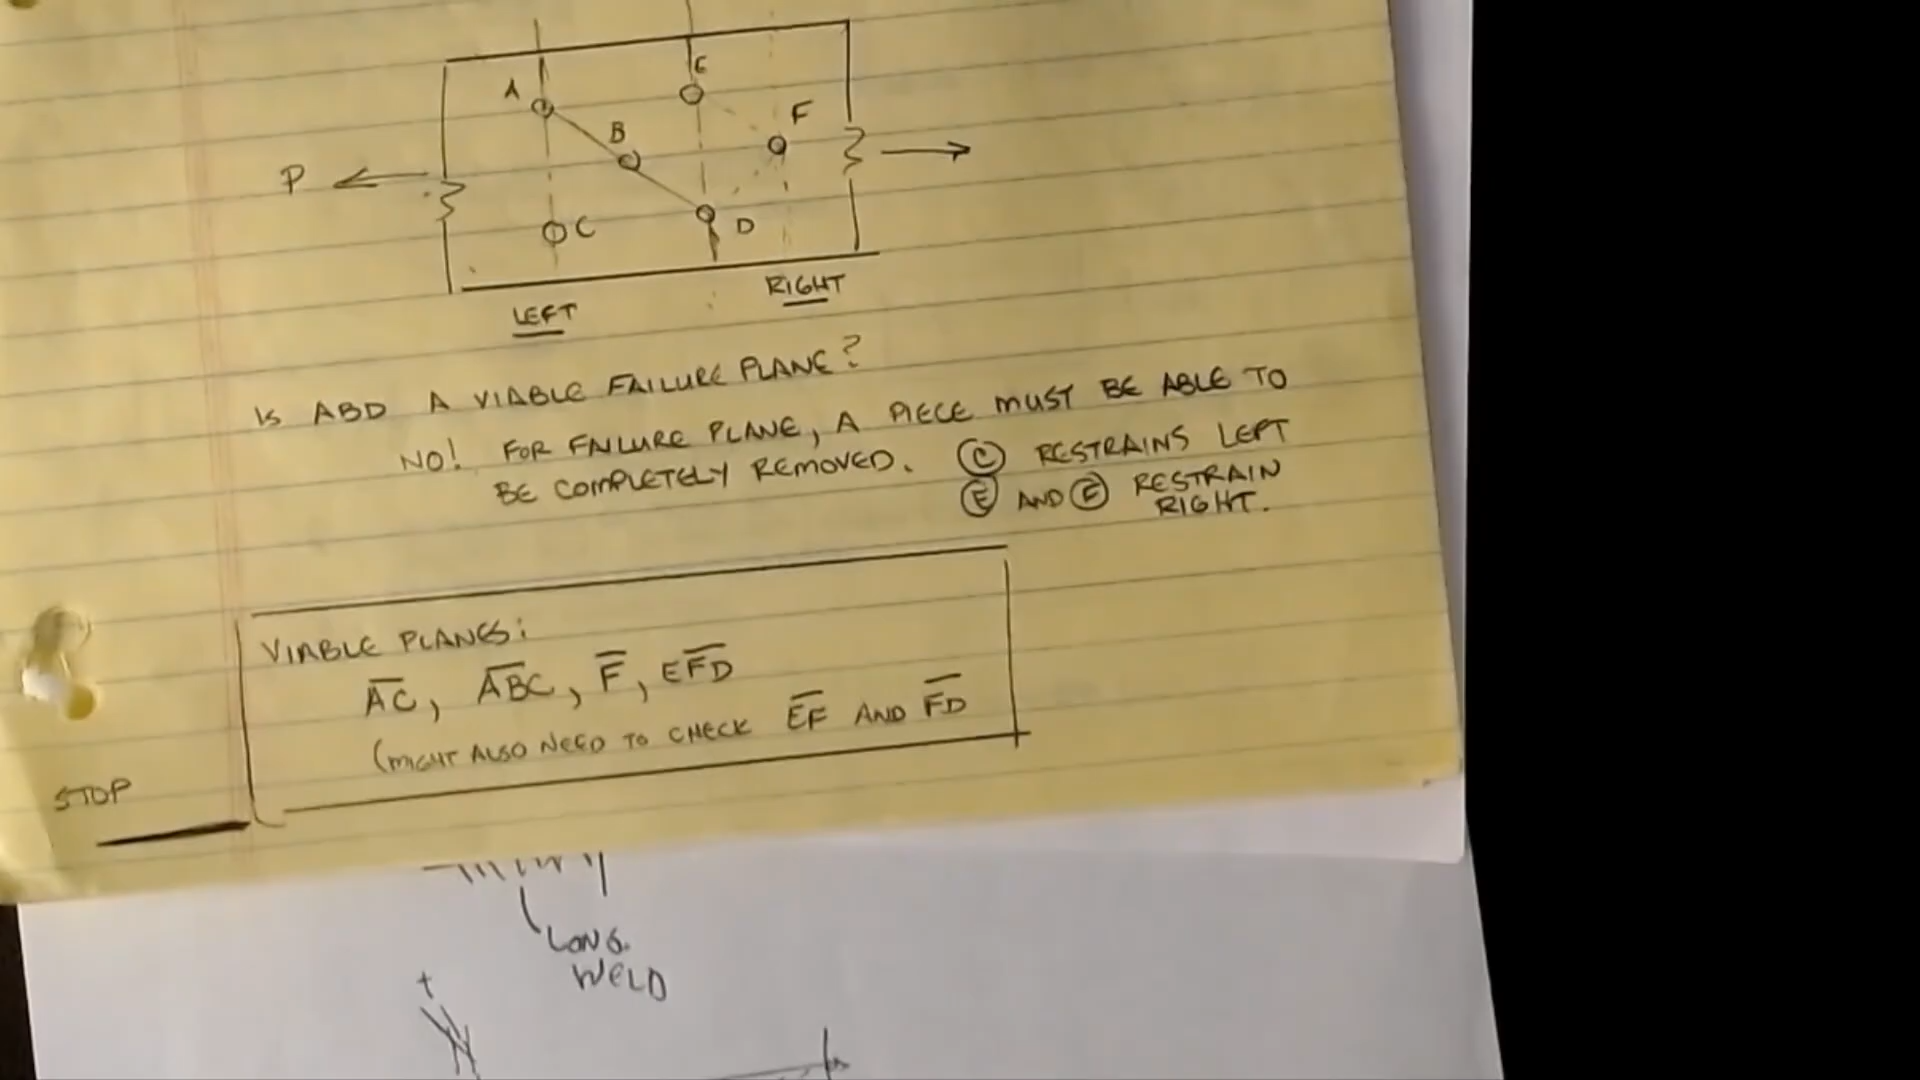 A
E
F
B
P
C
D
RIGHT
LEFT
IS ABD A VIABLE FAILURE PLANE?
NO! FOR FAILURE PLANE, A PIECE MUST BE ABLE TO
BE COMPLETELY REMOVED. C RESTRAINS LEFT
E AND F RESTRAIN
RIGHT.
VIABLE PLANES:
AC, ABC, F, EFD
(MIGHT ALSO NEED TO CHECK EF AND FD
STOP
LONG.
WELD